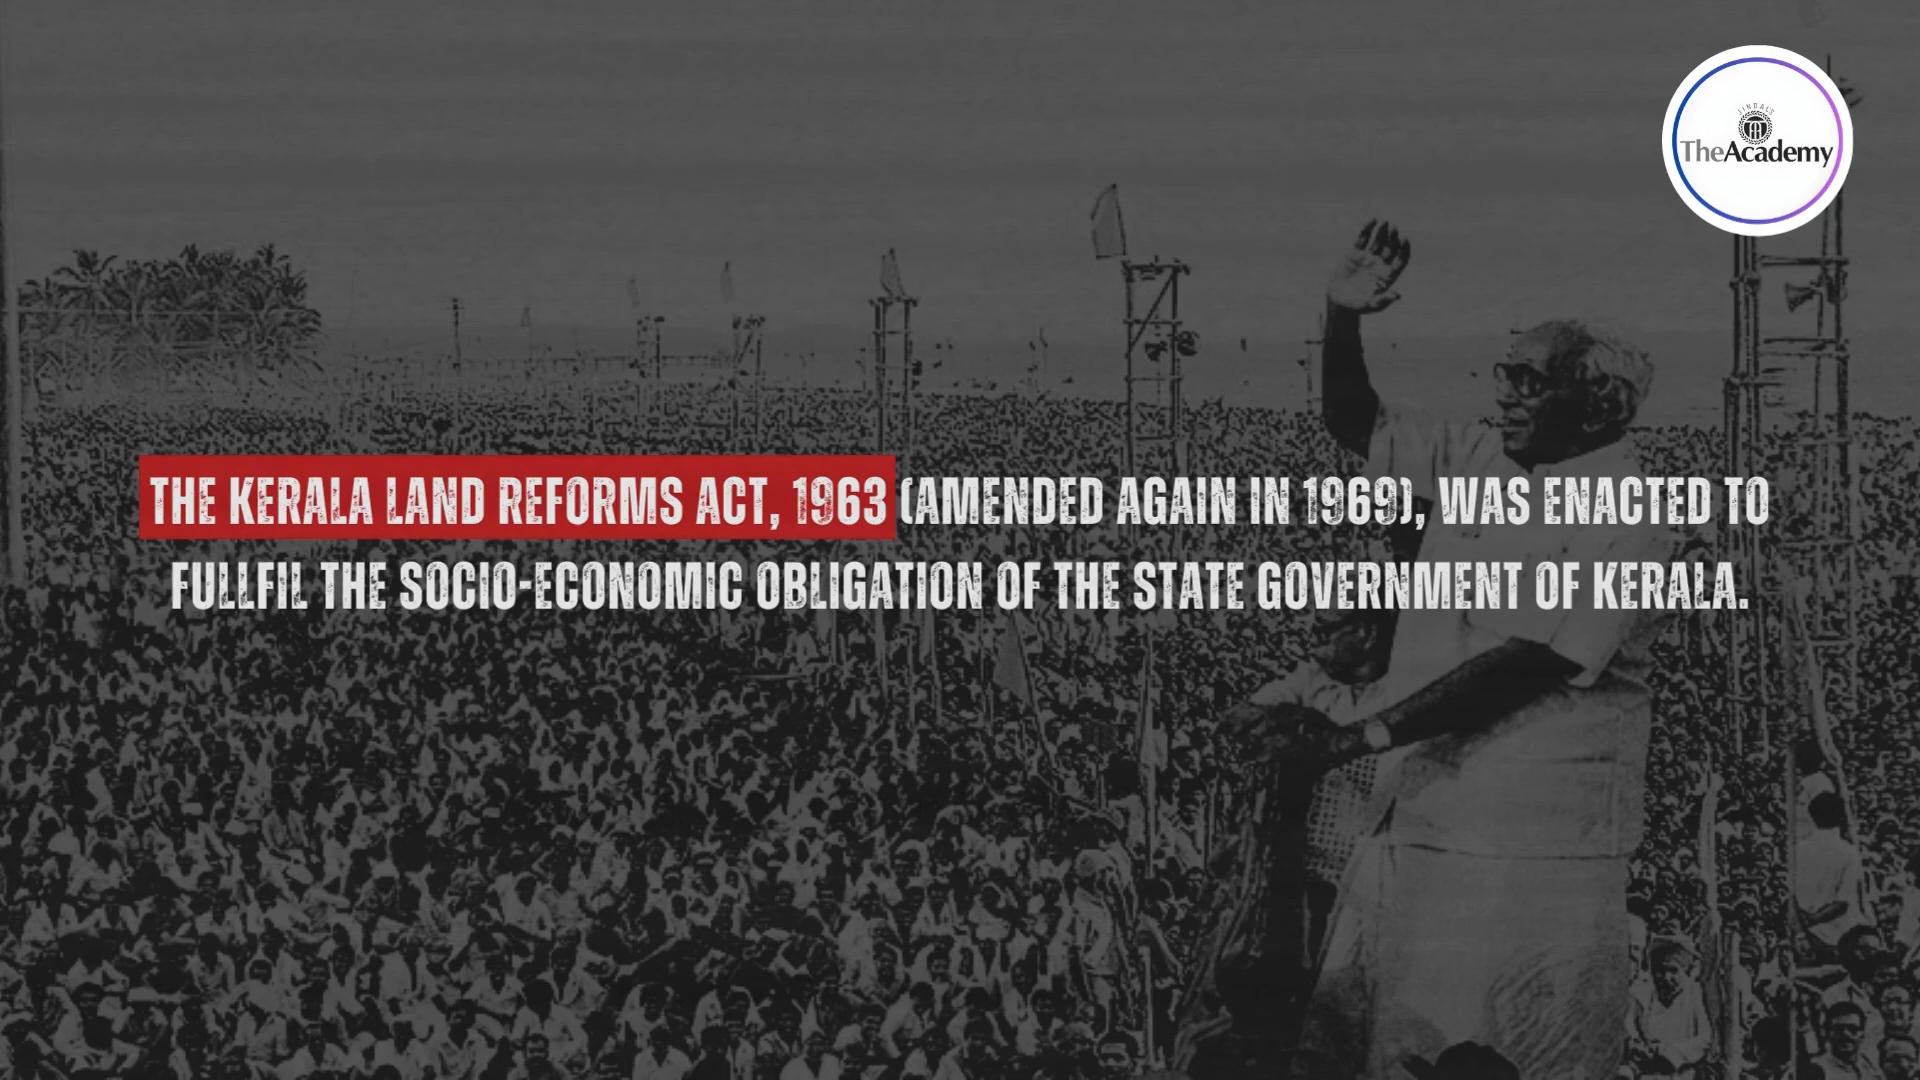 JINDALS
TheAcademy
THE KERALA LAND REFORMS ACT, 1963 (AMENDED AGAIN IN 1969), WAS ENACTED TO
FULLFIL THE SOCIO-ECONOMIC OBLIGATION OF THE STATE GOVERNMENT OF KERALA.